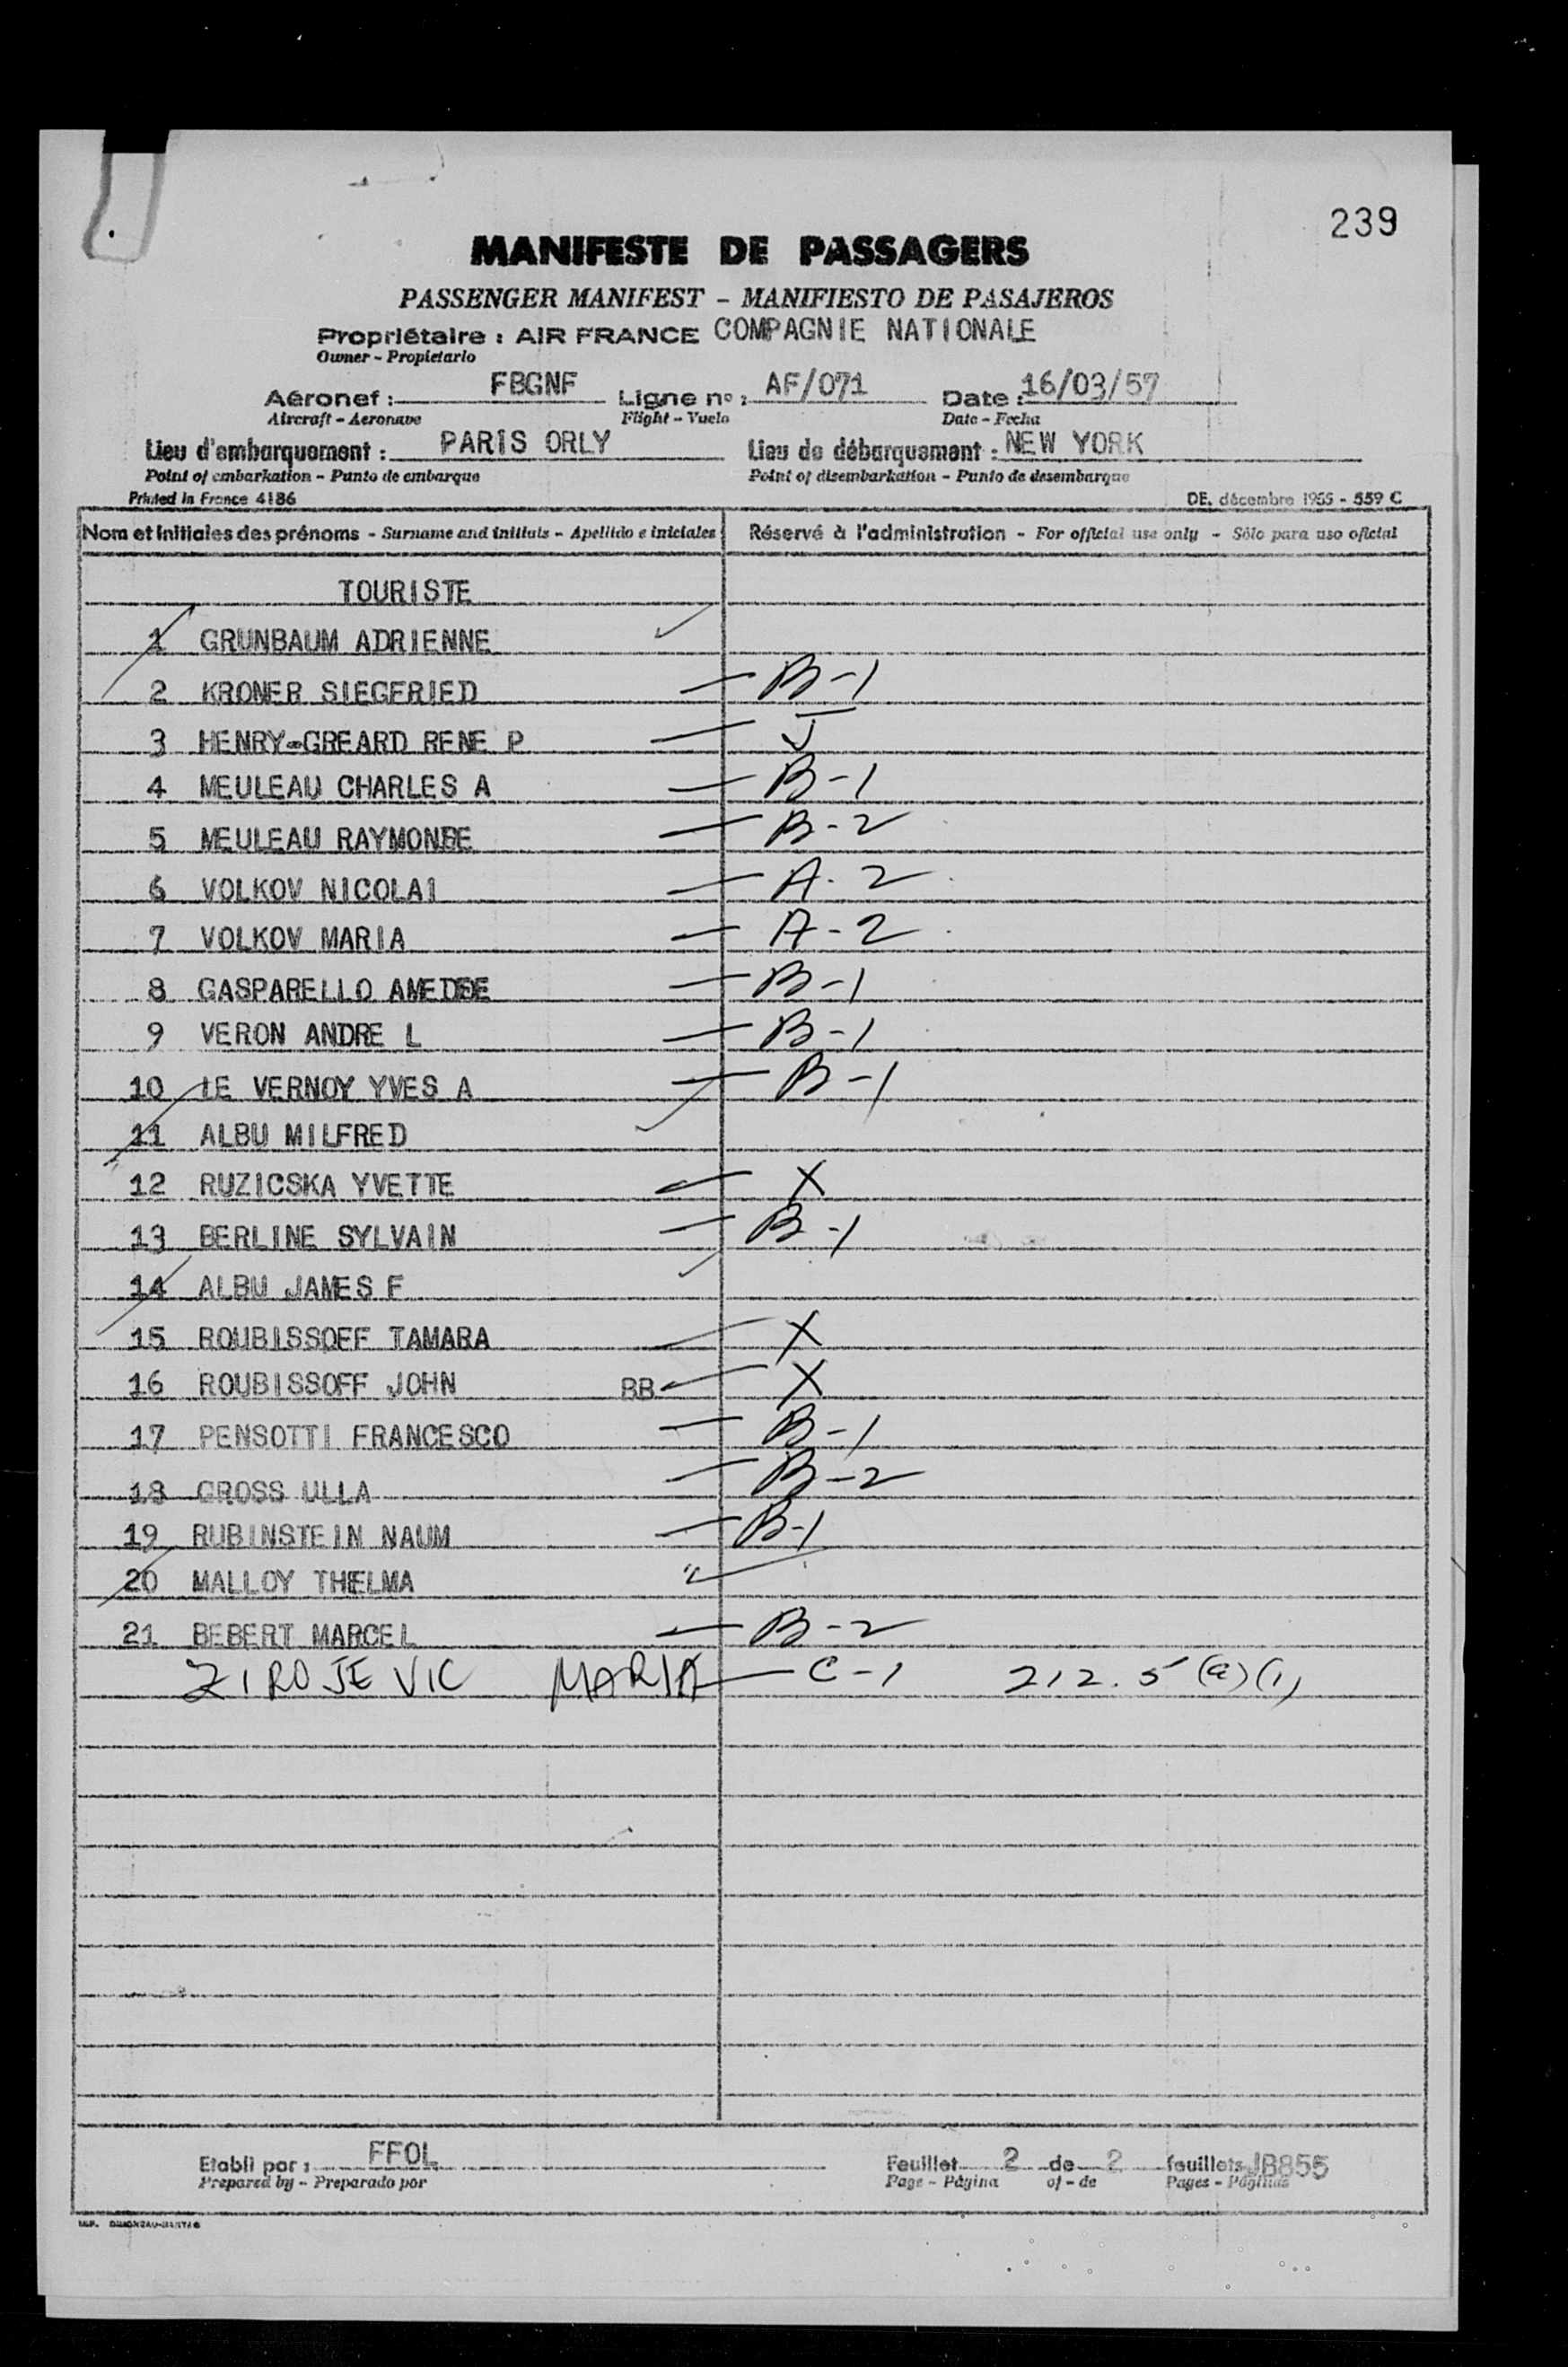 239
MANIFESTE DE PASSAGERS
PASSENGER MANIFEST - MANIFIESTO DE PASAJEROS
Propriétaire : AIR FRANCE COMPAGNIE NATIONALE
Owner - Propietario
Aéronef : FBGNF Ligne nº : AF/071 Date : 16/03/57
Aircraft - Aeronave Flight - Vuelo Date - Fecha
Lieu d'embarquement : PARIS ORLY Lieu de débarquement : NEW YORK
Point of embarkation - Punto de embarque Point of disembarkation - Punto de desembarque
Printed in France 4186 DE. décembre 1955 - 559 C
Nom et initiales des prénoms - Surname and initials - Apellido e iniciales Réservé à l'administration - For official use only - Sólo para uso oficial
TOURISTE
1 GRUNBAUM ADRIENNE
2 KRONER SIEGFRIED B-1
3 HENRY-GREARD RENE P J
4 MEULEAU CHARLES A B-1
5 MEULEAU RAYMONDE B-2
6 VOLKOV NICOLAI A-2
7 VOLKOV MARIA A-2
8 GASPARELLO AMEDEE B-1
9 VERON ANDRE L B-1
10 LE VERNOY YVES A B-1
11 ALBU MILFRED
12 RUZICSKA YVETTE X
13 BERLINE SYLVAIN B-1
14 ALBU JAMES F
15 ROUBISSOFF TAMARA X
16 ROUBISSOFF JOHN BB X
17 PENSOTTI FRANCESCO B-1
18 GROSS ULLA B-2
19 RUBINSTEIN NAUM B-1
20 MALLOY THELMA
21 BEBERT MARCEL B-2
ZIROJEVIC MARIA C-1 212.5(a)(1)
Etabli par : FFOL Feuillet 2 de 2 feuillets JB855
Prepared by - Preparado por Page - Página of - de Pages - Páginas